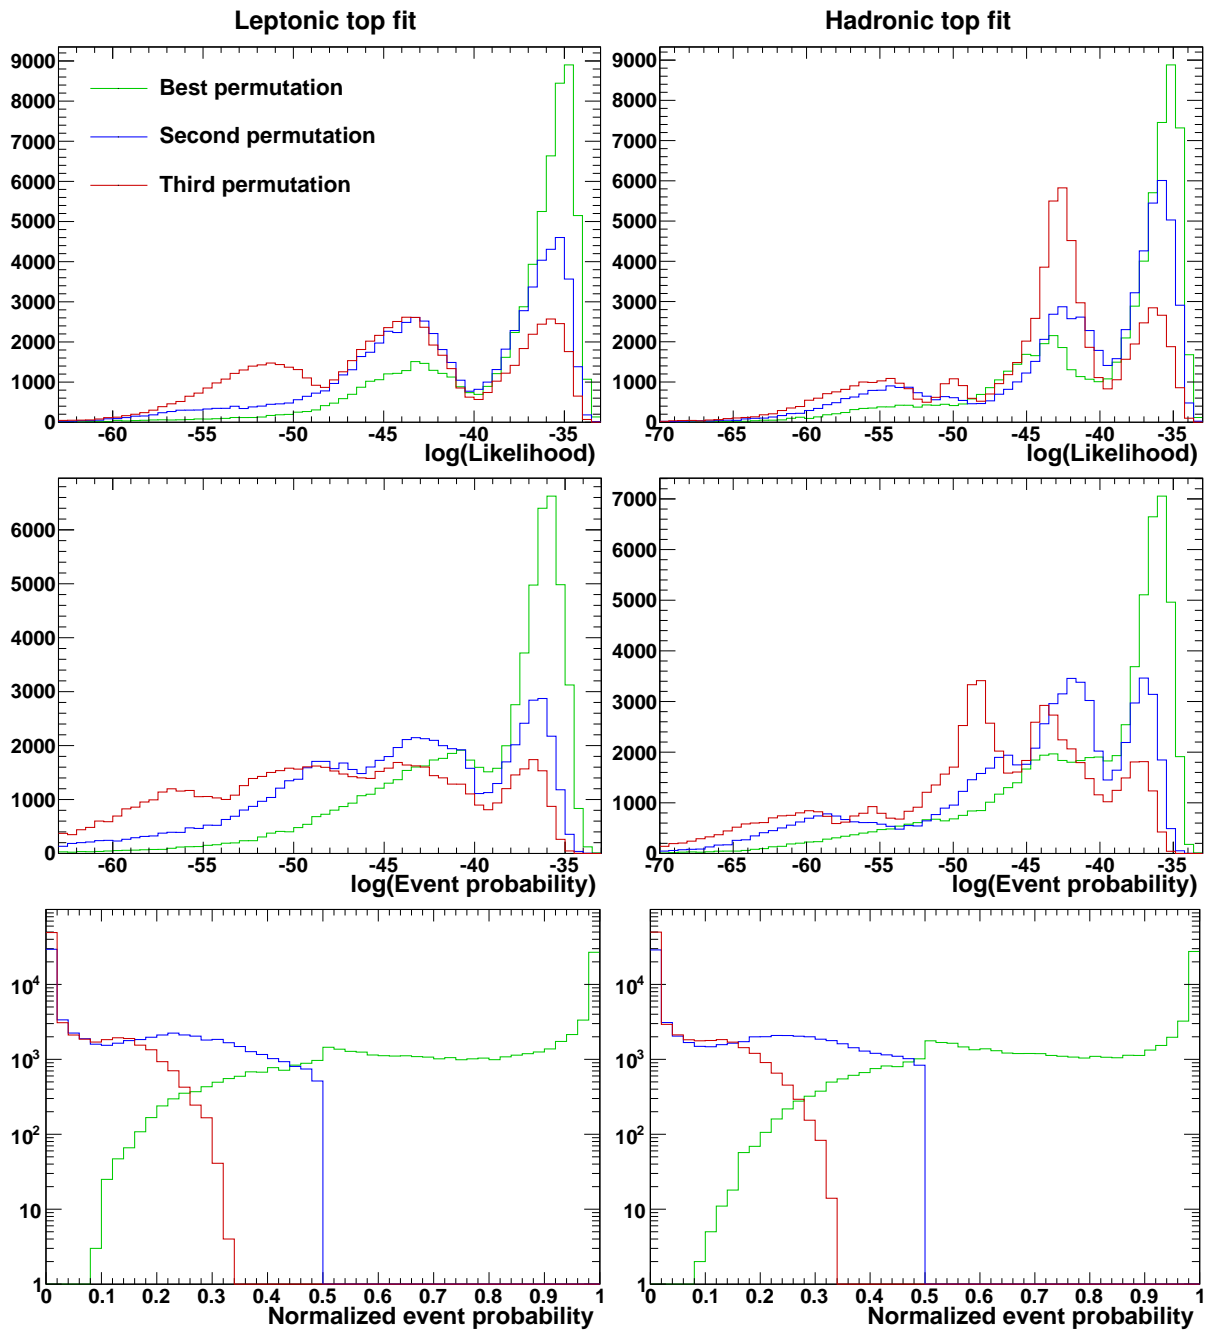 Leptonic top fit
Hadronic top fit
9000
8000
7000
6000
5000
4000
3000
2000
1000
0
Best permutation
Second permutation
Third permutation
-60 -55 -50 -45 -40 -35
log(Likelihood)
9000
8000
7000
6000
5000
4000
3000
2000
1000
0
-70 -65 -60 -55 -50 -45 -40 -35
log(Likelihood)
6000
5000
4000
3000
2000
1000
0
-60 -55 -50 -45 -40 -35
log(Event probability)
7000
6000
5000
4000
3000
2000
1000
0
-70 -65 -60 -55 -50 -45 -40 -35
log(Event probability)
10⁴
10³
10²
10
1
0 0.1 0.2 0.3 0.4 0.5 0.6 0.7 0.8 0.9 1
Normalized event probability
10⁴
10³
10²
10
1
0 0.1 0.2 0.3 0.4 0.5 0.6 0.7 0.8 0.9 1
Normalized event probability